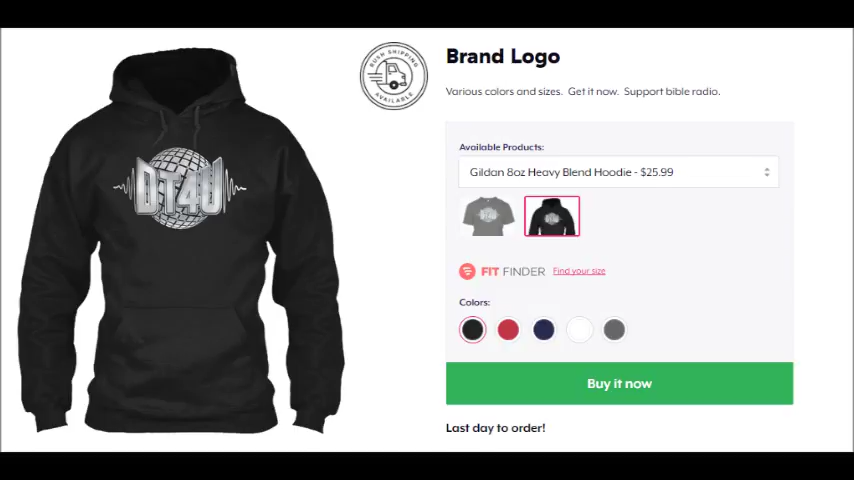 DT4U
RUSH SHIPPING
AVAILABLE
Brand Logo
Various colors and sizes. Get it now. Support bible radio.
Available Products:
Gildan 8oz Heavy Blend Hoodie - $25.99
DT4U
FIT FINDER Find your size
Colors:
Buy it now
Last day to order!